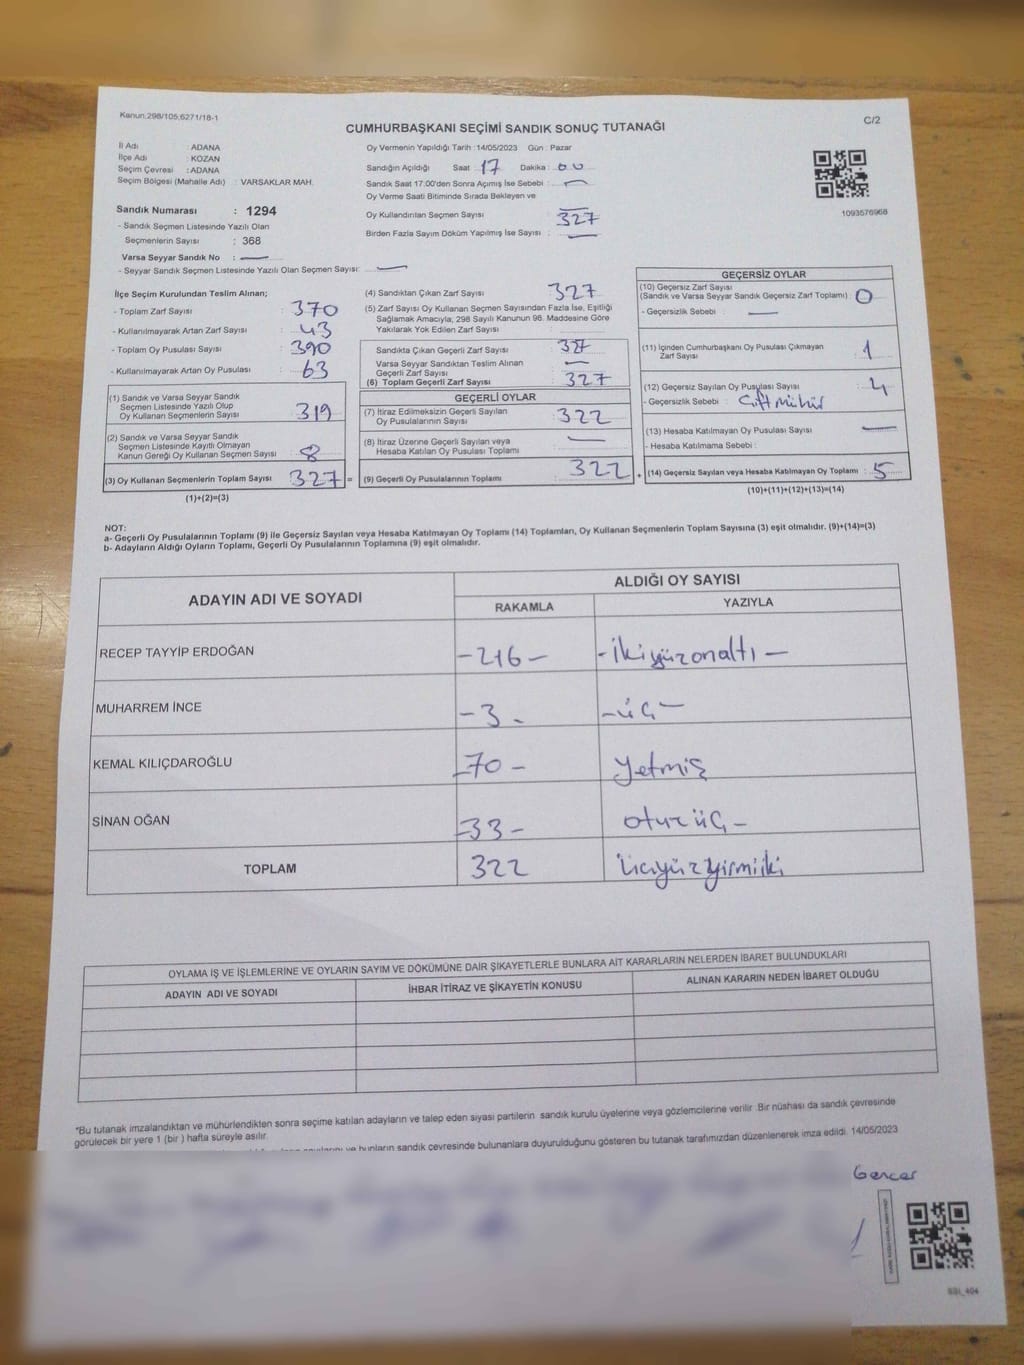 Kanun.298/105;6271/18-1
C/2
CUMHURBAŞKANI SEÇİMİ SANDIK SONUÇ TUTANAĞI
İl Adı : ADANA
İlçe Adı : KOZAN
Seçim Çevresi : ADANA
Seçim Bölgesi (Mahalle Adı) : VARSAKLAR MAH.
Sandık Numarası : 1294
- Sandık Seçmen Listesinde Yazılı Olan
Seçmenlerin Sayısı : 368
Varsa Seyyar Sandık No : —
- Seyyar Sandık Seçmen Listesinde Yazılı Olan Seçmen Sayısı: —
Oy Vermenin Yapıldığı Tarih :14/05/2023 Gün : Pazar
Sandığın Açıldığı Saat 17 Dakika : 00
Sandık Saat 17:00'den Sonra Açımış İse Sebebi : —
Oy Verme Saati Bitiminde Sırada Bekleyen ve
Oy Kullandırılan Seçmen Sayısı : 327
Birden Fazla Sayım Döküm Yapılmış İse Sayısı : —
1093576968
İlçe Seçim Kurulundan Teslim Alınan;
- Toplam Zarf Sayısı : 370
- Kullanılmayarak Artan Zarf Sayısı : 43
- Toplam Oy Pusulası Sayısı : 390
- Kullanılmayarak Artan Oy Pusulası : 63
(1) Sandık ve Varsa Seyyar Sandık
Seçmen Listesinde Yazılı Olup
Oy Kullanan Seçmenlerin Sayısı : 319
(2) Sandık ve Varsa Seyyar Sandık
Seçmen Listesinde Kayıtlı Olmayan
Kanun Gereği Oy Kullanan Seçmen Sayısı : 8
(3) Oy Kullanan Seçmenlerin Toplam Sayısı : 327 =
(1)+(2)=(3)
(4) Sandıktan Çıkan Zarf Sayısı : 327
(5) Zarf Sayısı Oy Kullanan Seçmen Sayısından Fazla İse, Eşitliği
Sağlamak Amacıyla, 298 Sayılı Kanunun 98. Maddesine Göre
Yakılarak Yok Edilen Zarf Sayısı :
Sandıkta Çıkan Geçerli Zarf Sayısı : 327
Varsa Seyyar Sandıktan Teslim Alınan
Geçerli Zarf Sayısı : —
(6) Toplam Geçerli Zarf Sayısı : 327
GEÇERLİ OYLAR
(7) İtiraz Edilmeksizin Geçerli Sayılan
Oy Pusulalarının Sayısı : 322
(8) İtiraz Üzerine Geçerli Sayılan veya
Hesaba Katılan Oy Pusulası Toplamı : —
(9) Geçerli Oy Pusulalarının Toplamı : 322 +
GEÇERSİZ OYLAR
(10) Geçersiz Zarf Sayısı
(Sandık ve Varsa Seyyar Sandık Geçersiz Zarf Toplamı) : 0
- Geçersizlik Sebebi : —
(11) İçinden Cumhurbaşkanı Oy Pusulası Çıkmayan
Zarf Sayısı : 1
(12) Geçersiz Sayılan Oy Pusulası Sayısı : 4
- Geçersizlik Sebebi : Çift mühür
(13) Hesaba Katılmayan Oy Pusulası Sayısı : —
- Hesaba Katılmama Sebebi :
(14) Geçersiz Sayılan veya Hesaba Katılmayan Oy Toplamı : 5
(10)+(11)+(12)+(13)=(14)
NOT:
a- Geçerli Oy Pusulalarının Toplamı (9) ile Geçersiz Sayılan veya Hesaba Katılmayan Oy Toplamı (14) Toplamları, Oy Kullanan Seçmenlerin Toplam Sayısına (3) eşit olmalıdır. (9)+(14)=(3)
b- Adayların Aldığı Oyların Toplamı, Geçerli Oy Pusulalarının Toplamına (9) eşit olmalıdır.
ADAYIN ADI VE SOYADI
ALDIĞI OY SAYISI
RAKAMLA YAZIYLA
RECEP TAYYİP ERDOĞAN -216- -İkiyüzonaltı-
MUHARREM İNCE -3- -üç-
KEMAL KILIÇDAROĞLU -70- Yetmiş
SİNAN OĞAN -33- otuzüç-
TOPLAM 322 üçyüzyirmiiki
OYLAMA İŞ VE İŞLEMLERİNE VE OYLARIN SAYIM VE DÖKÜMÜNE DAİR ŞİKAYETLERLE BUNLARA AİT KARARLARIN NELERDEN İBARET BULUNDUKLARI
ADAYIN ADI VE SOYADI İHBAR İTİRAZ VE ŞİKAYETİN KONUSU ALINAN KARARIN NEDEN İBARET OLDUĞU
*Bu tutanak imzalandıktan ve mühürlendikten sonra seçime katılan adayların ve talep eden siyasi partilerin sandık kurulu üyelerine veya gözlemcilerine verilir. Bir nüshası da sandık çevresinde
görülecek bir yere 1 (bir ) hafta süreyle asılır.
ve bunların sandık çevresinde bulunanlara duyurulduğunu gösteren bu tutanak tarafımızdan düzenlenerek imza edildi. 14/05/2023